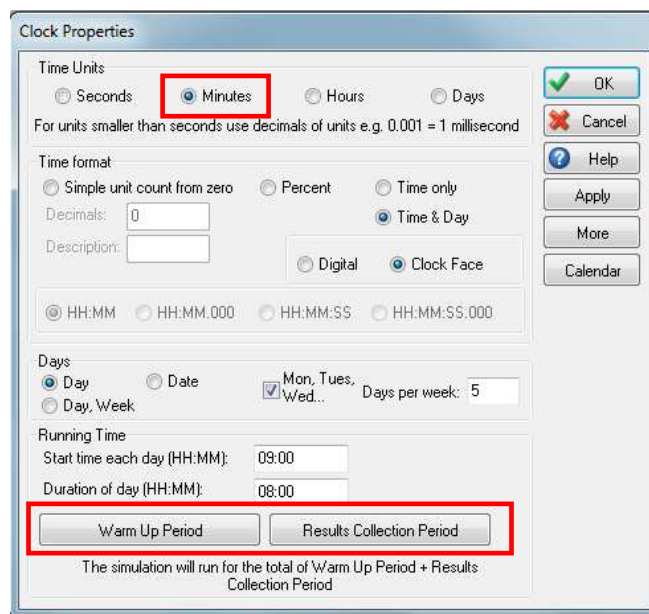 Clock Properties
Time Units
Seconds Minutes Hours Days
For units smaller than seconds use decimals of units e.g. 0.001 = 1 millisecond
Time format
Simple unit count from zero Percent Time only
Decimals: 0 Time & Day
Description:
Digital Clock Face
HH:MM HH:MM.000 HH:MM:SS HH:MM:SS.000
Days
Day Date Mon, Tues,
Wed... Days per week: 5
Day, Week
Running Time
Start time each day (HH:MM): 09:00
Duration of day (HH:MM): 08:00
Warm Up Period Results Collection Period
The simulation will run for the total of Warm Up Period + Results
Collection Period
OK
Cancel
Help
Apply
More
Calendar